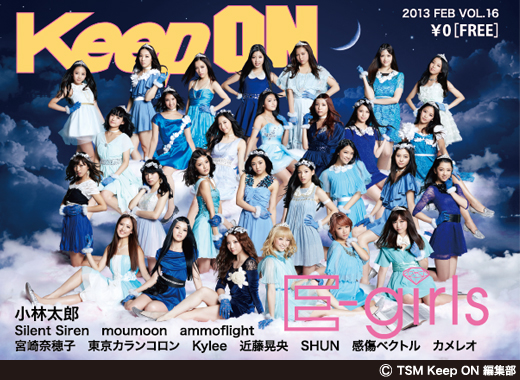 Keep ON
2013 FEB VOL.16
¥0[FREE]
E-girls
小林太郎
Silent Siren moumoon ammoflight
宮崎奈穂子 東京カランコロン Kylee 近藤晃央 SHUN 感傷ベクトル カメレオ
© TSM Keep ON 編集部